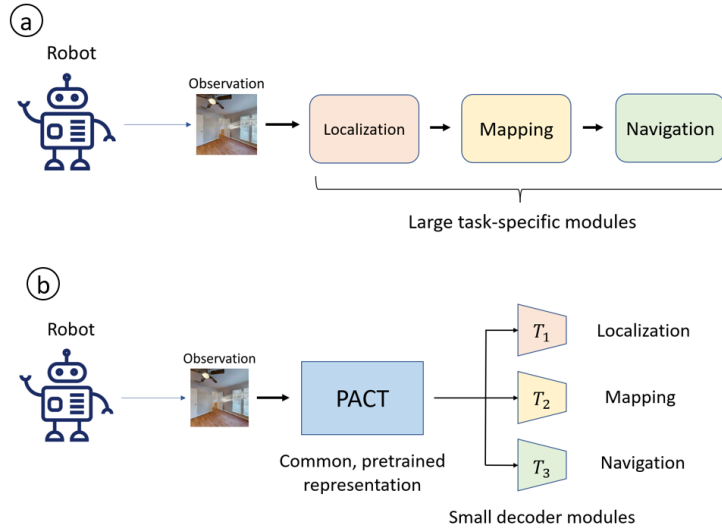 a
Robot
Observation
Localization
Mapping
Navigation
Large task-specific modules
b
Robot
Observation
PACT
Common, pretrained
representation
T₁
Localization
T₂
Mapping
T₃
Navigation
Small decoder modules